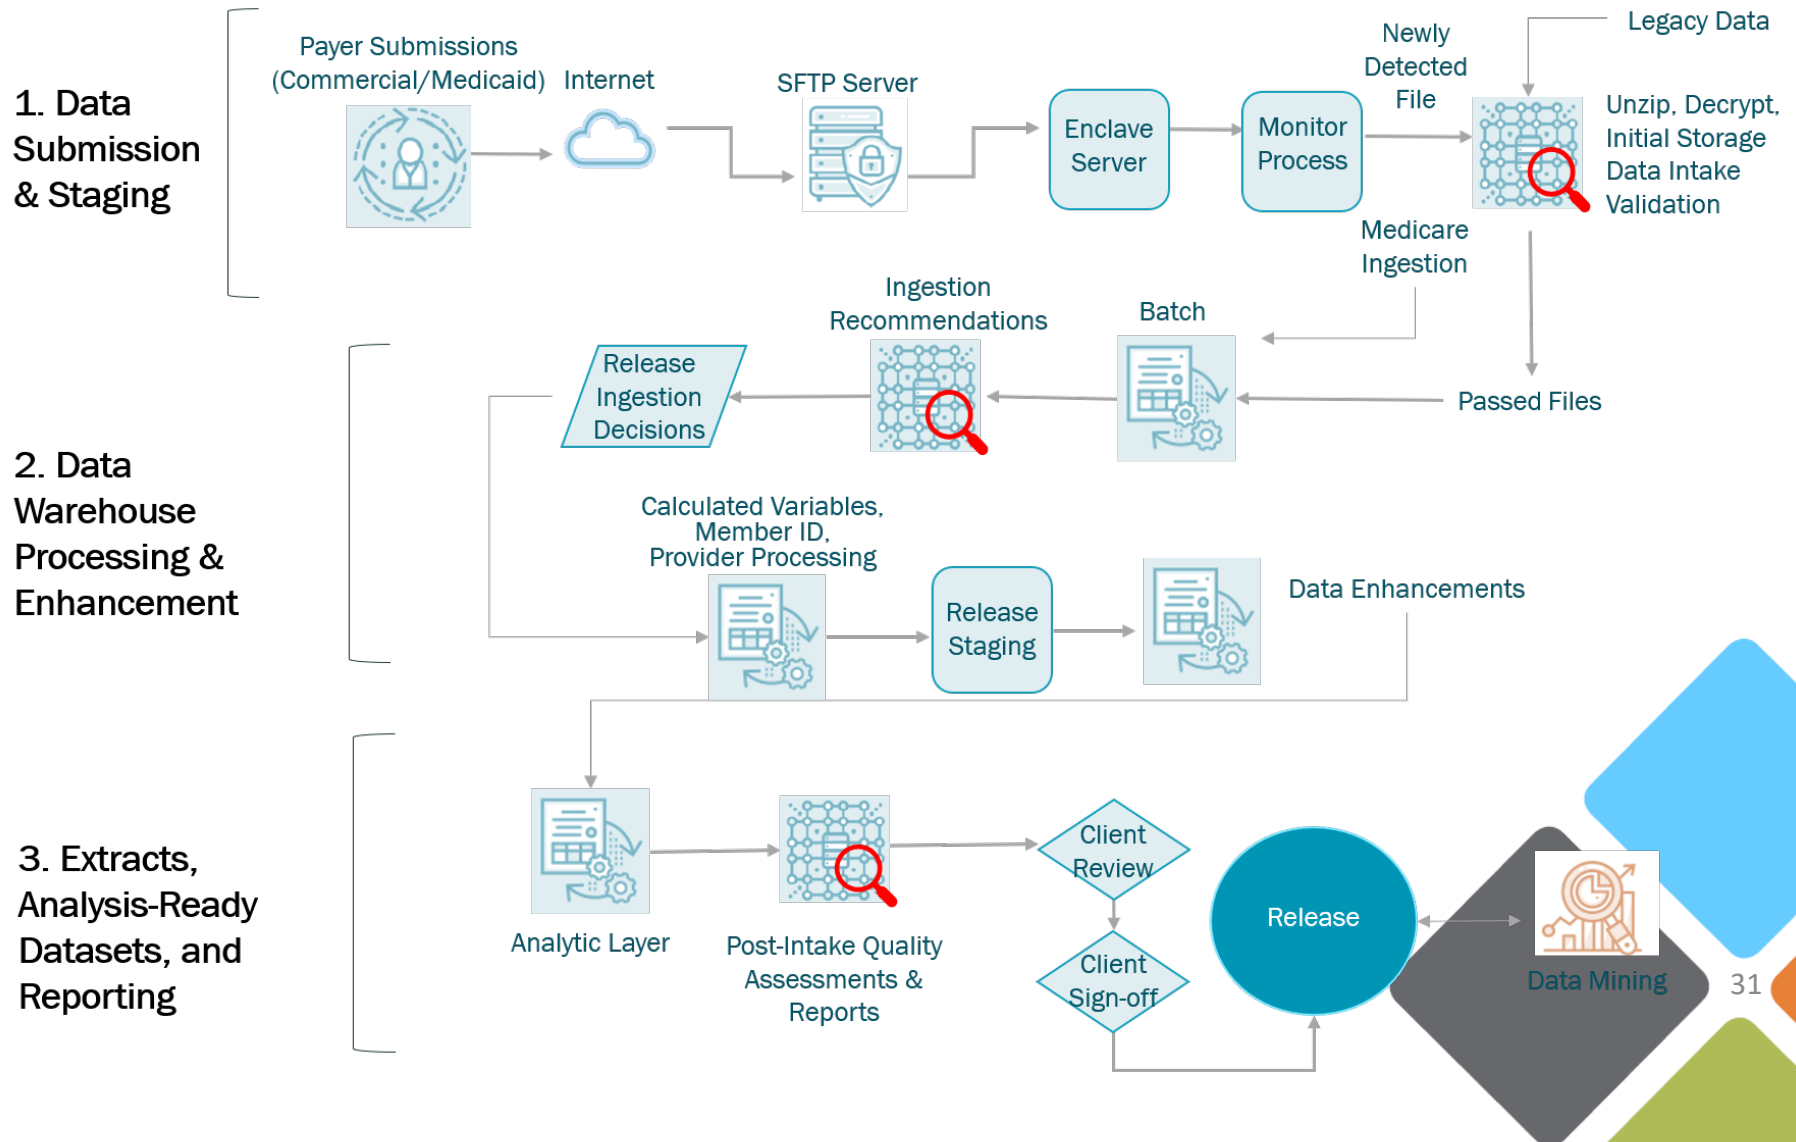 1. Data
Submission
& Staging
Payer Submissions
(Commercial/Medicaid)
Internet
SFTP Server
Enclave
Server
Monitor
Process
Newly
Detected
File
Legacy Data
Unzip, Decrypt,
Initial Storage
Data Intake
Validation
2. Data
Warehouse
Processing &
Enhancement
Medicare
Ingestion
Passed Files
Batch
Ingestion
Recommendations
Release
Ingestion
Decisions
Calculated Variables,
Member ID,
Provider Processing
Release
Staging
Data Enhancements
3. Extracts,
Analysis-Ready
Datasets, and
Reporting
Analytic Layer
Post-Intake Quality
Assessments &
Reports
Client
Review
Client
Sign-off
Release
Data Mining
31